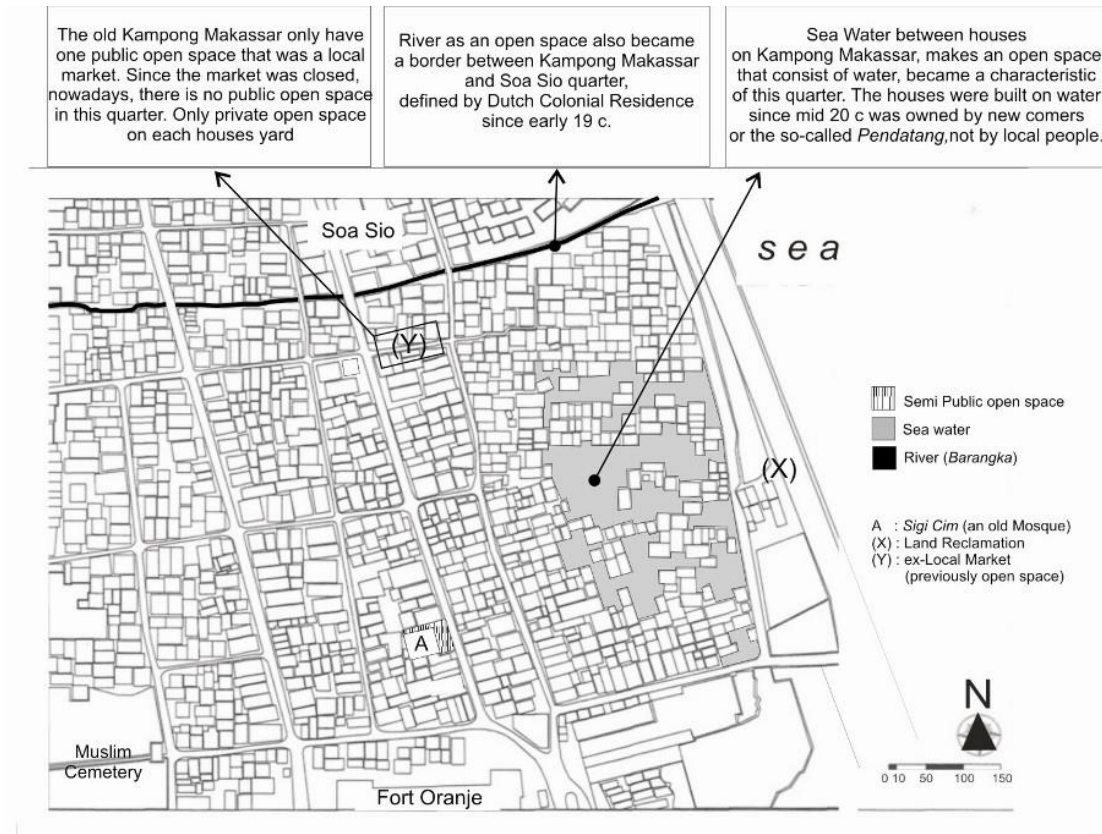 The old Kampong Makassar only have
one public open space that was a local
market. Since the market was closed,
nowadays, there is no public open space
in this quarter. Only private open space
on each houses yard
River as an open space also became
a border between Kampong Makassar
and Soa Sio quarter,
defined by Dutch Colonial Residence
since early 19 c.
Sea Water between houses
on Kampong Makassar, makes an open space
that consist of water, became a characteristic
of this quarter. The houses were built on water
since mid 20 c was owned by new comers
or the so-called Pendatang,not by local people.
Soa Sio
sea
(Y)
(X)
Semi Public open space
Sea water
River (Barangka)
A : Sigi Cim (an old Mosque)
(X) : Land Reclamation
(Y) : ex-Local Market
(previously open space)
A
N
Muslim
Cemetery
Fort Oranje
0 10 50 100 150